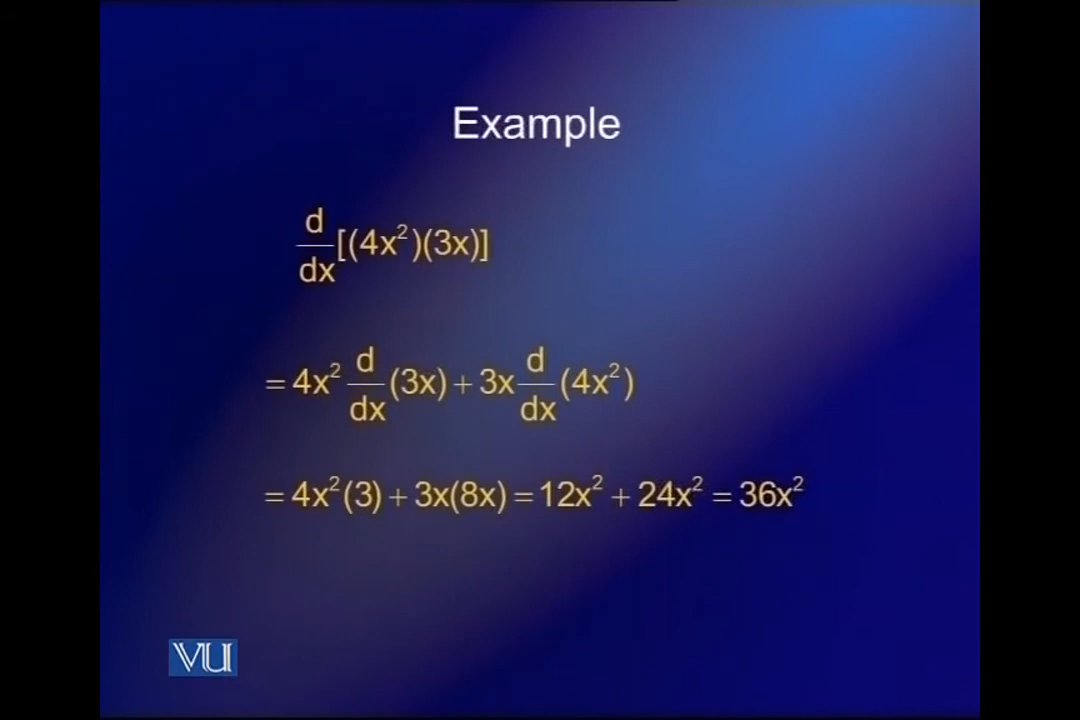 Example
d/dx[(4x²)(3x)]
= 4x² d/dx(3x) + 3x d/dx(4x²)
= 4x²(3) + 3x(8x) = 12x² + 24x² = 36x²
VU